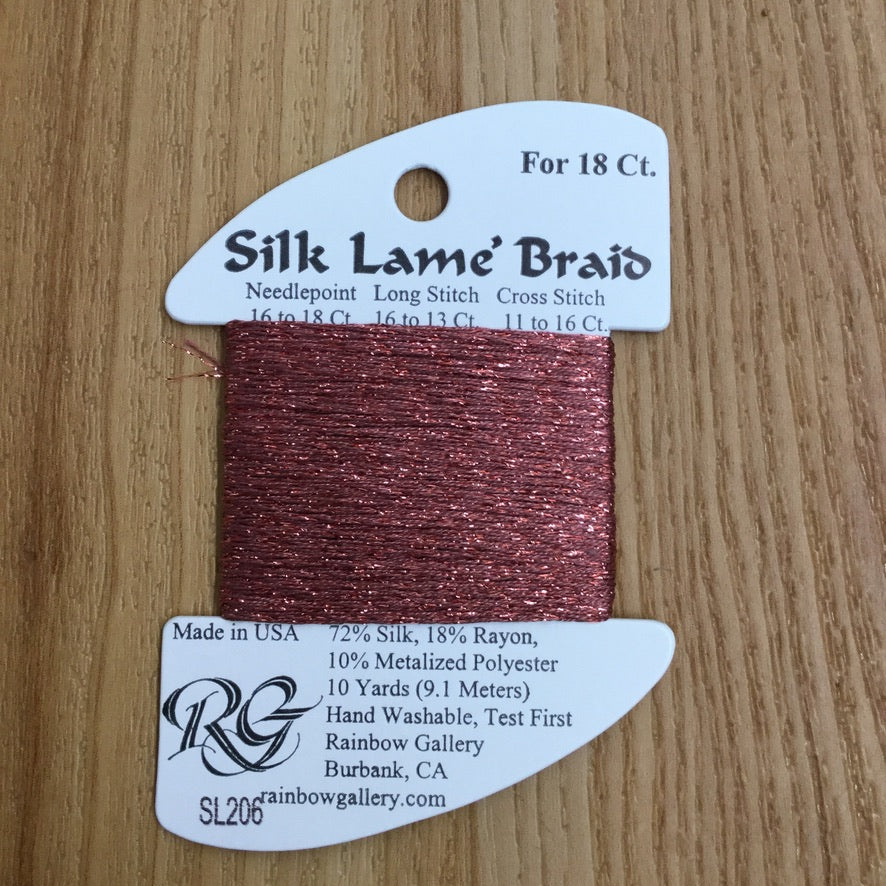 For 18 Ct.
Silk Lame' Braid
Needlepoint Long Stitch Cross Stitch
16 to 18 Ct. 16 to 13 Ct. 11 to 16 Ct.
Made in USA 72% Silk, 18% Rayon,
10% Metalized Polyester
10 Yards (9.1 Meters)
RG Hand Washable, Test First
Rainbow Gallery
Burbank, CA
SL206 rainbowgallery.com